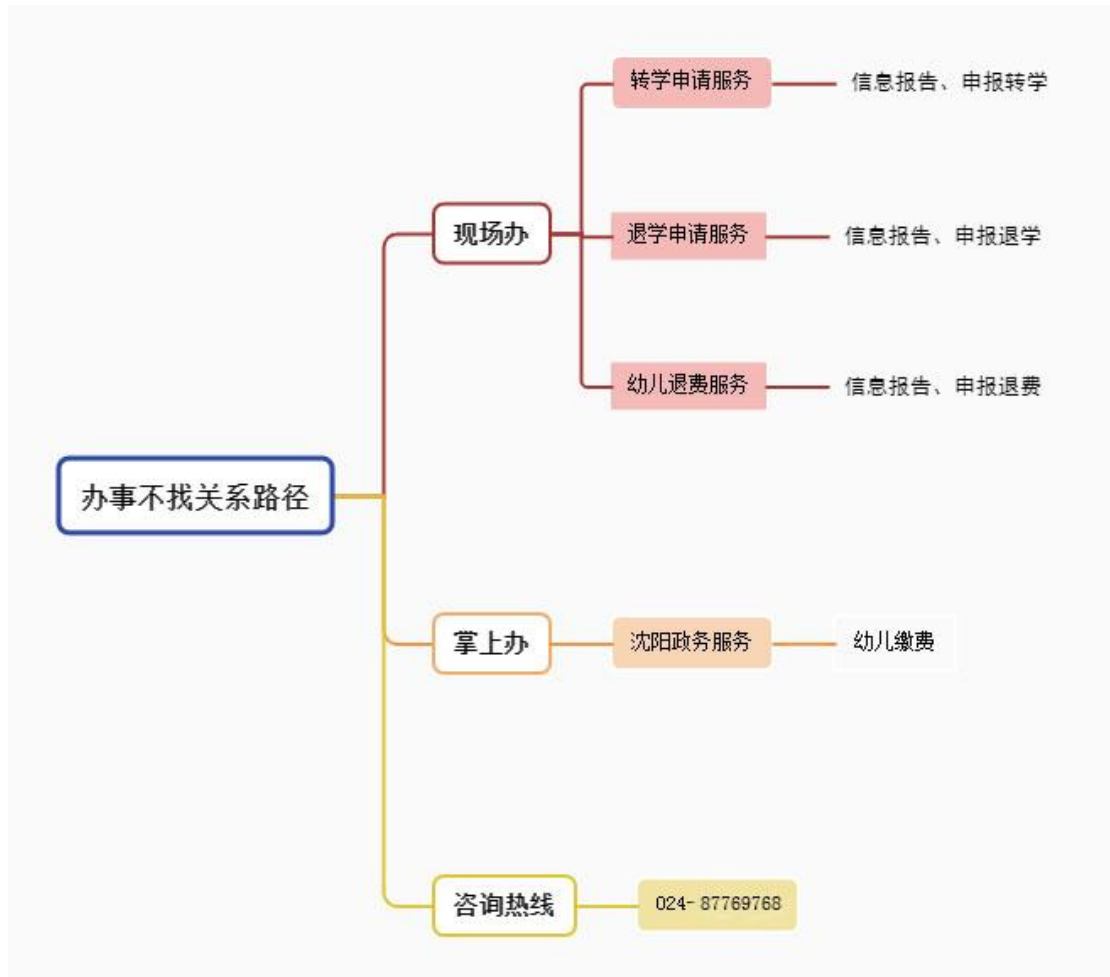 转学申请服务
信息报告、申报转学
现场办
退学申请服务
信息报告、申报退学
幼儿退费服务
信息报告、申报退费
办事不找关系路径
掌上办
沈阳政务服务
幼儿缴费
咨询热线
024-87769768